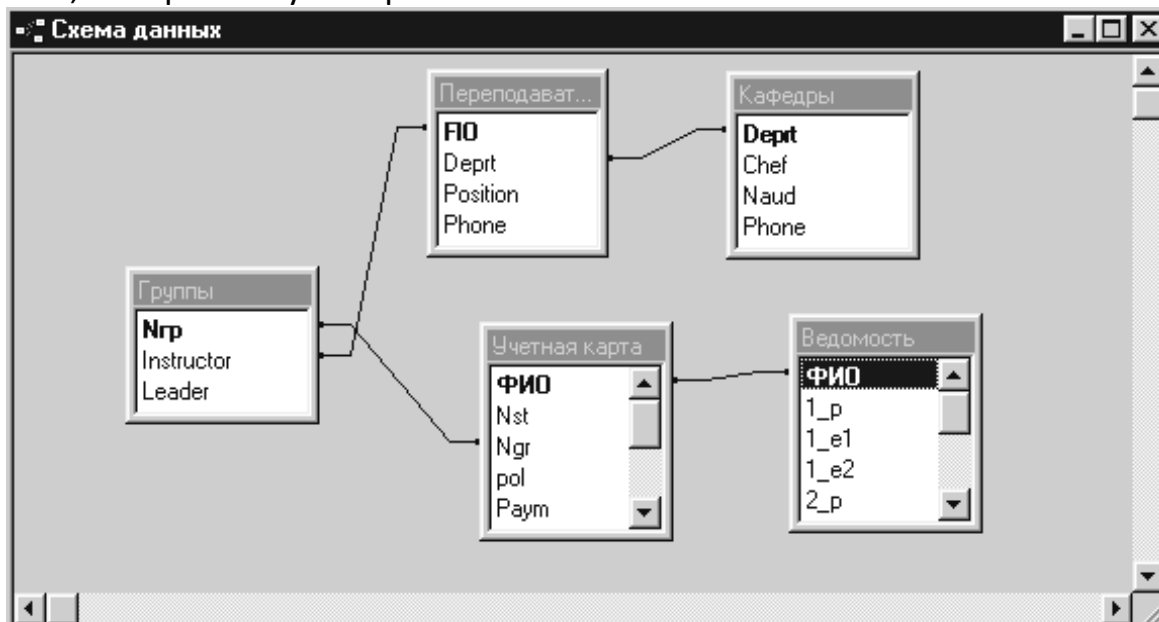 Схема данных
Переподават...
FIO
Deprt
Position
Phone
Кафедры
Deprt
Chef
Naud
Phone
Группы
Nгр
Instructor
Leader
Учетная карта
ФИО
Nst
Ngr
pol
Paym
Ведомость
ФИО
1_p
1_e1
1_e2
2_p